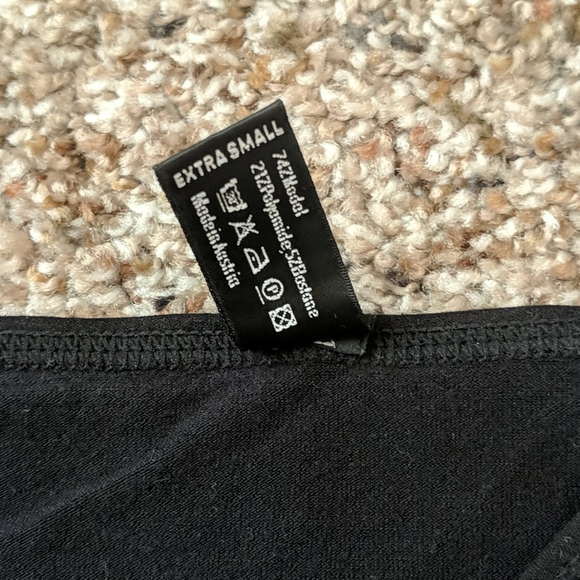 EXTRA SMALL
74%Modal
21%Polyamide;5%Elastane
P
Made in Austria